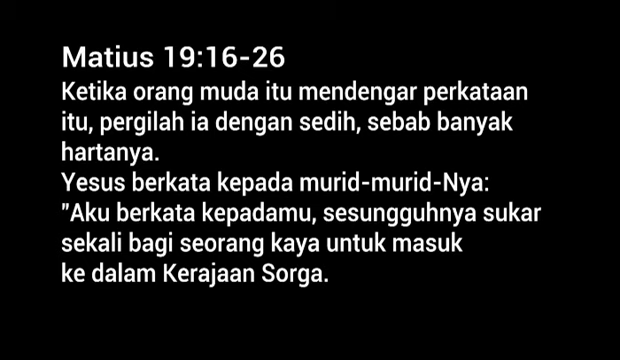 Matius 19:16-26
Ketika orang muda itu mendengar perkataan
itu, pergilah ia dengan sedih, sebab banyak
hartanya.
Yesus berkata kepada murid-murid-Nya:
"Aku berkata kepadamu, sesungguhnya sukar
sekali bagi seorang kaya untuk masuk
ke dalam Kerajaan Sorga.